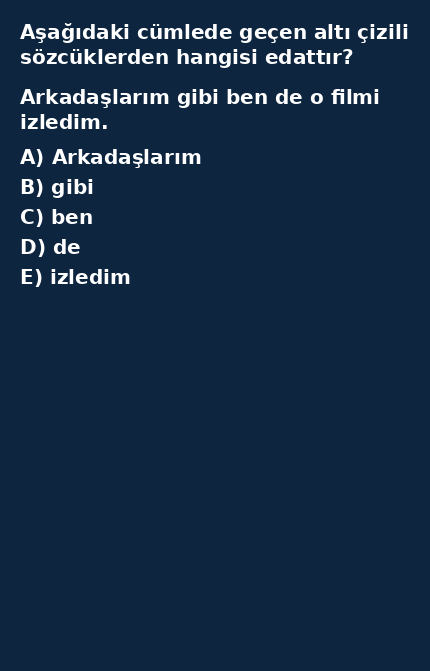 Aşağıdaki cümlede geçen altı çizili
sözcüklerden hangisi edattır?
Arkadaşlarım gibi ben de o filmi
izledim.
A) Arkadaşlarım
B) gibi
C) ben
D) de
E) izledim